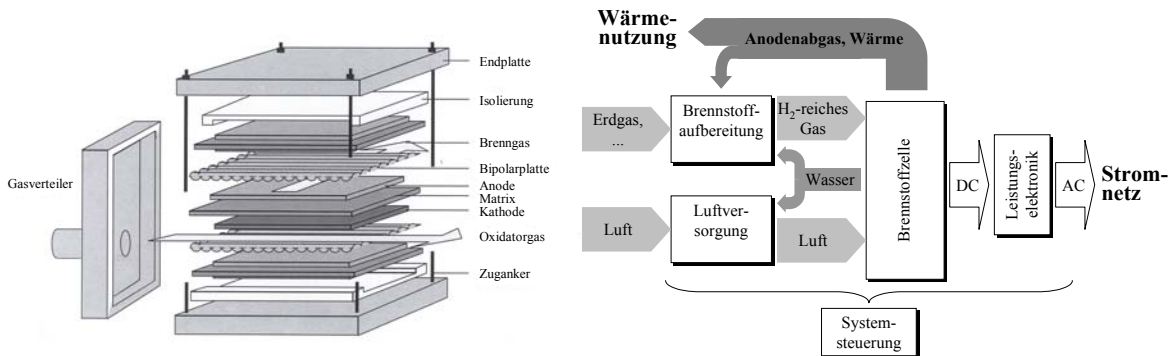 Endplatte
Isolierung
Brenngas
Bipolarplatte
Anode
Matrix
Kathode
Oxidatorgas
Zuganker
Gasverteiler
Wärme-
nutzung
Anodenabgas, Wärme
Erdgas,
...
Brennstoff-
aufbereitung
H₂-reiches
Gas
Wasser
Luft
Luftver-
sorgung
Luft
Brennstoffzelle
DC
Leistungs-
elektronik
AC
Strom-
netz
System-
steuerung